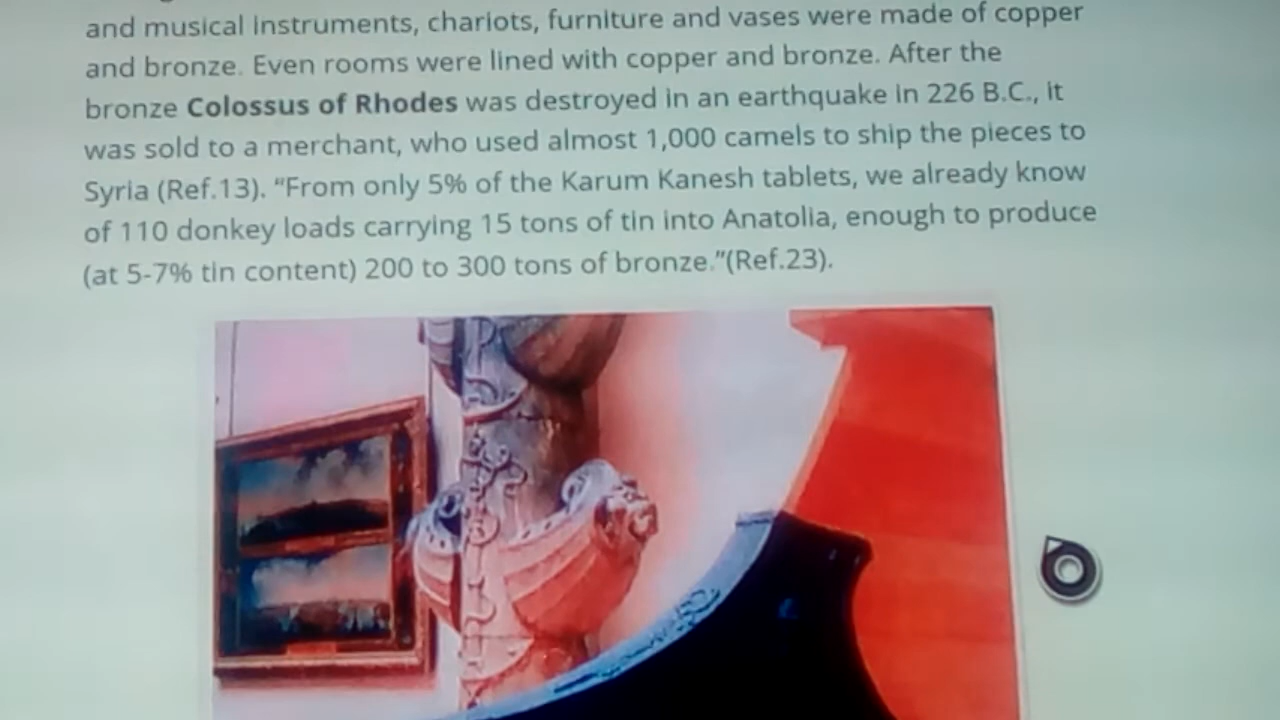 and musical instruments, chariots, furniture and vases were made of copper
and bronze. Even rooms were lined with copper and bronze. After the
bronze Colossus of Rhodes was destroyed in an earthquake in 226 B.C., it
was sold to a merchant, who used almost 1,000 camels to ship the pieces to
Syria (Ref.13). “From only 5% of the Karum Kanesh tablets, we already know
of 110 donkey loads carrying 15 tons of tin into Anatolia, enough to produce
(at 5-7% tin content) 200 to 300 tons of bronze.”(Ref.23).